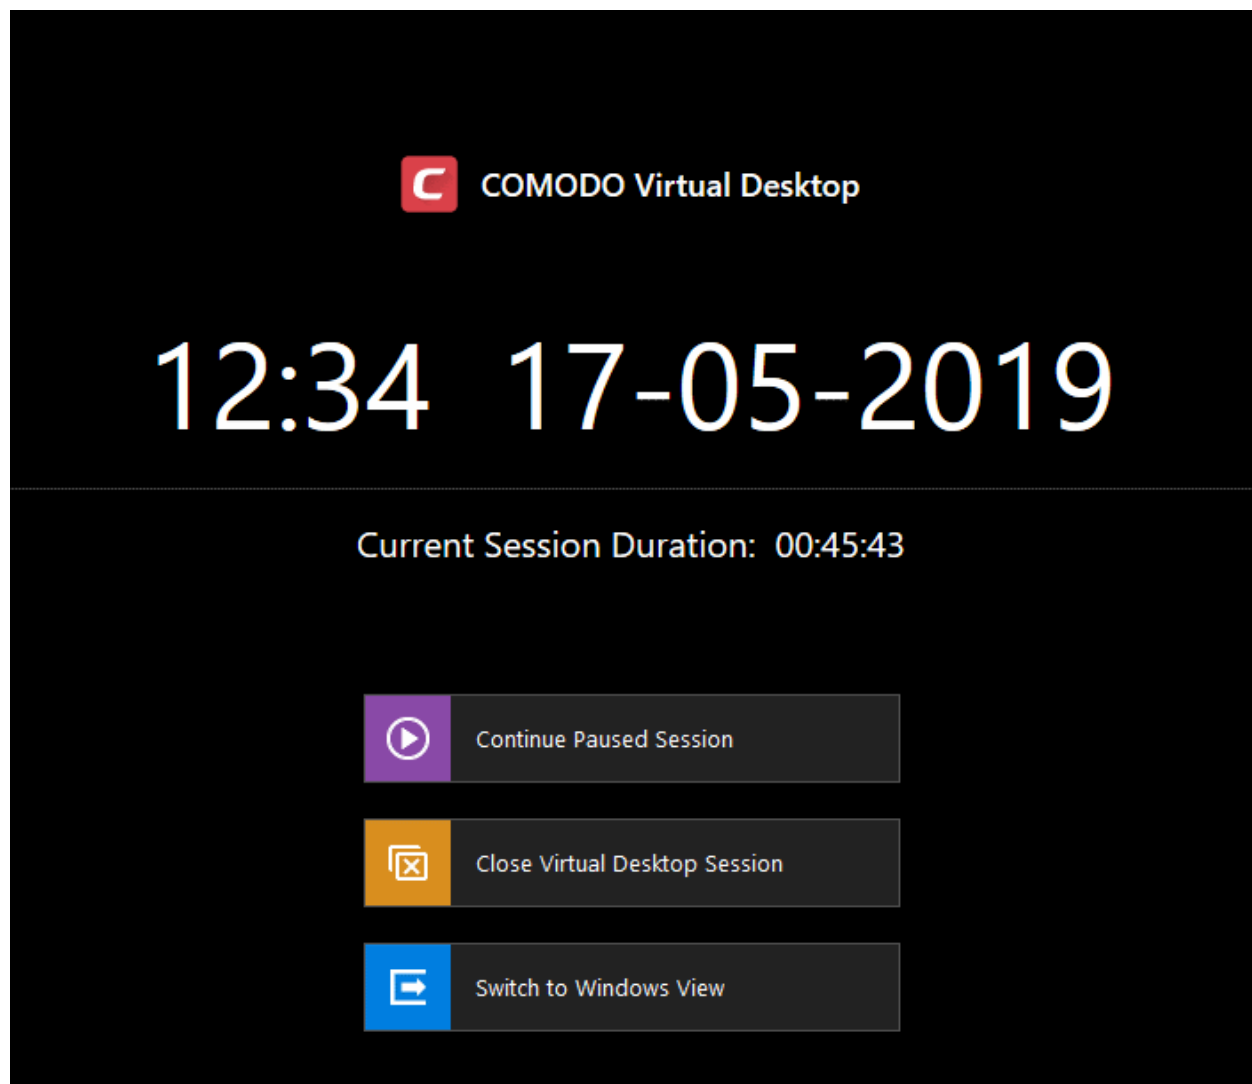 COMODO Virtual Desktop
12:34 17-05-2019
Current Session Duration: 00:45:43
Continue Paused Session
Close Virtual Desktop Session
Switch to Windows View